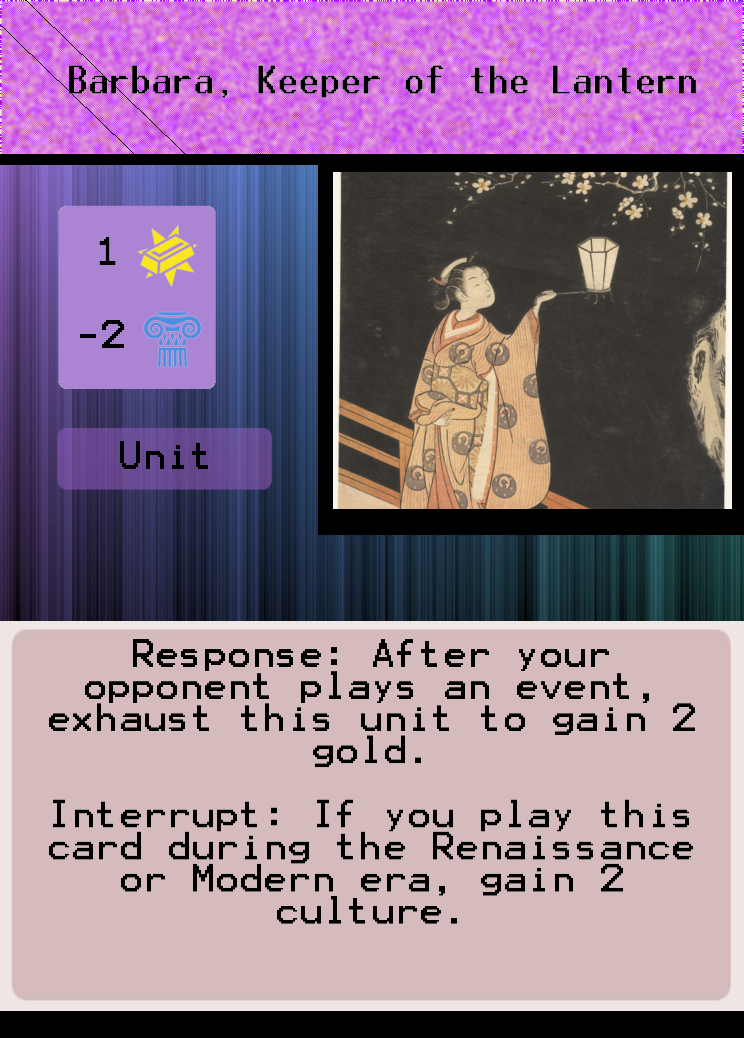 Barbara, Keeper of the Lantern
1
-2
Unit
Response: After your
opponent plays an event,
exhaust this unit to gain 2
gold.
Interrupt: If you play this
card during the Renaissance
or Modern era, gain 2
culture.